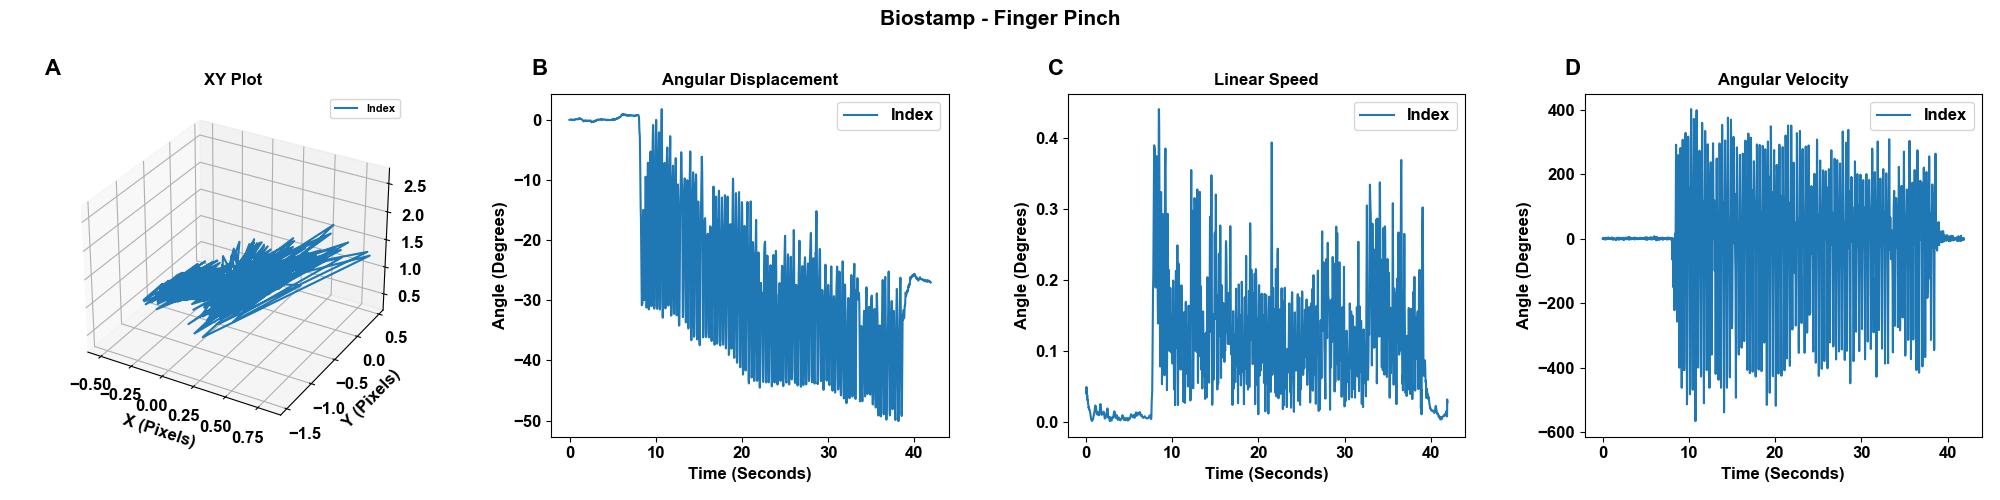 Biostamp - Finger Pinch
A
XY Plot
Index
2.5
2.0
1.5
1.0
0.5
−0.50
−0.25
0.00
0.25
0.50
0.75
X (Pixels)
−1.5
−1.0
−0.5
0.0
0.5
Y (Pixels)
B
Angular Displacement
Index
0
−10
−20
−30
−40
−50
Angle (Degrees)
0 10 20 30 40
Time (Seconds)
C
Linear Speed
Index
0.4
0.3
0.2
0.1
0.0
Angle (Degrees)
0 10 20 30 40
Time (Seconds)
D
Angular Velocity
Index
400
200
0
−200
−400
−600
Angle (Degrees)
0 10 20 30 40
Time (Seconds)